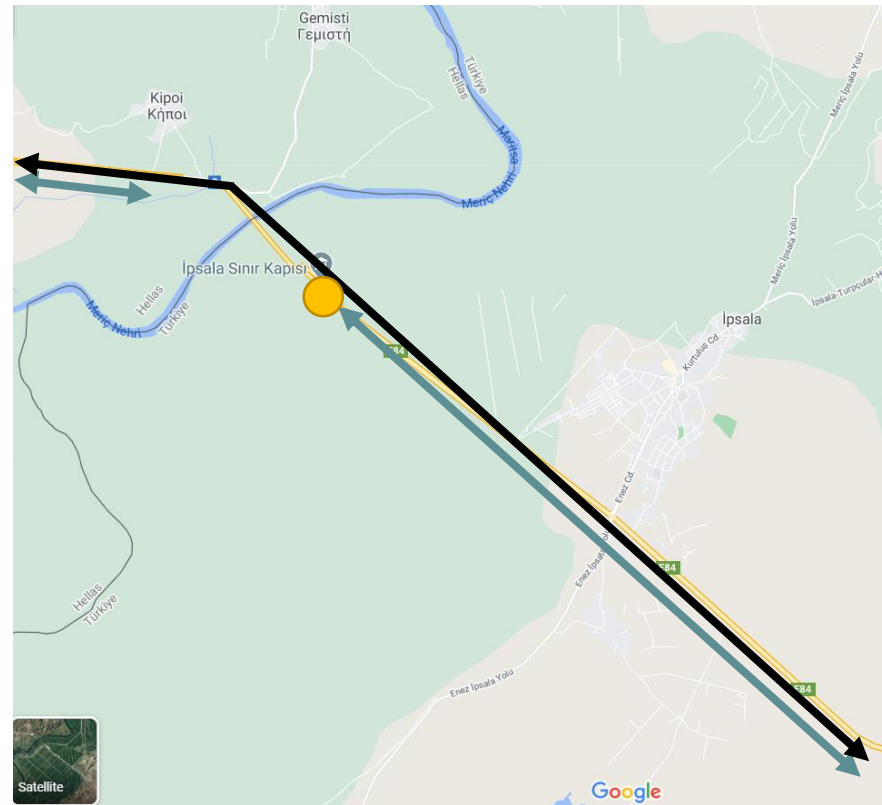 Gemisti
Γεμιστή
Türkiye
Hellas
Kipoi
Κήποι
Maritsa
Meriç Nehri
Meriç İpsala Yolu
Meriç Nehri
İpsala Sınır Kapısı
Hellas
Türkiye
Meriç Nehri
Meriç İpsala Yolu
İpsala-Turpçular-H
İpsala
E84
Kurtuluş Cd.
Enez Cd.
Enez İpsala Yolu
E84
Hellas
Türkiye
Enez İpsala Yolu
E84
Satellite
Google